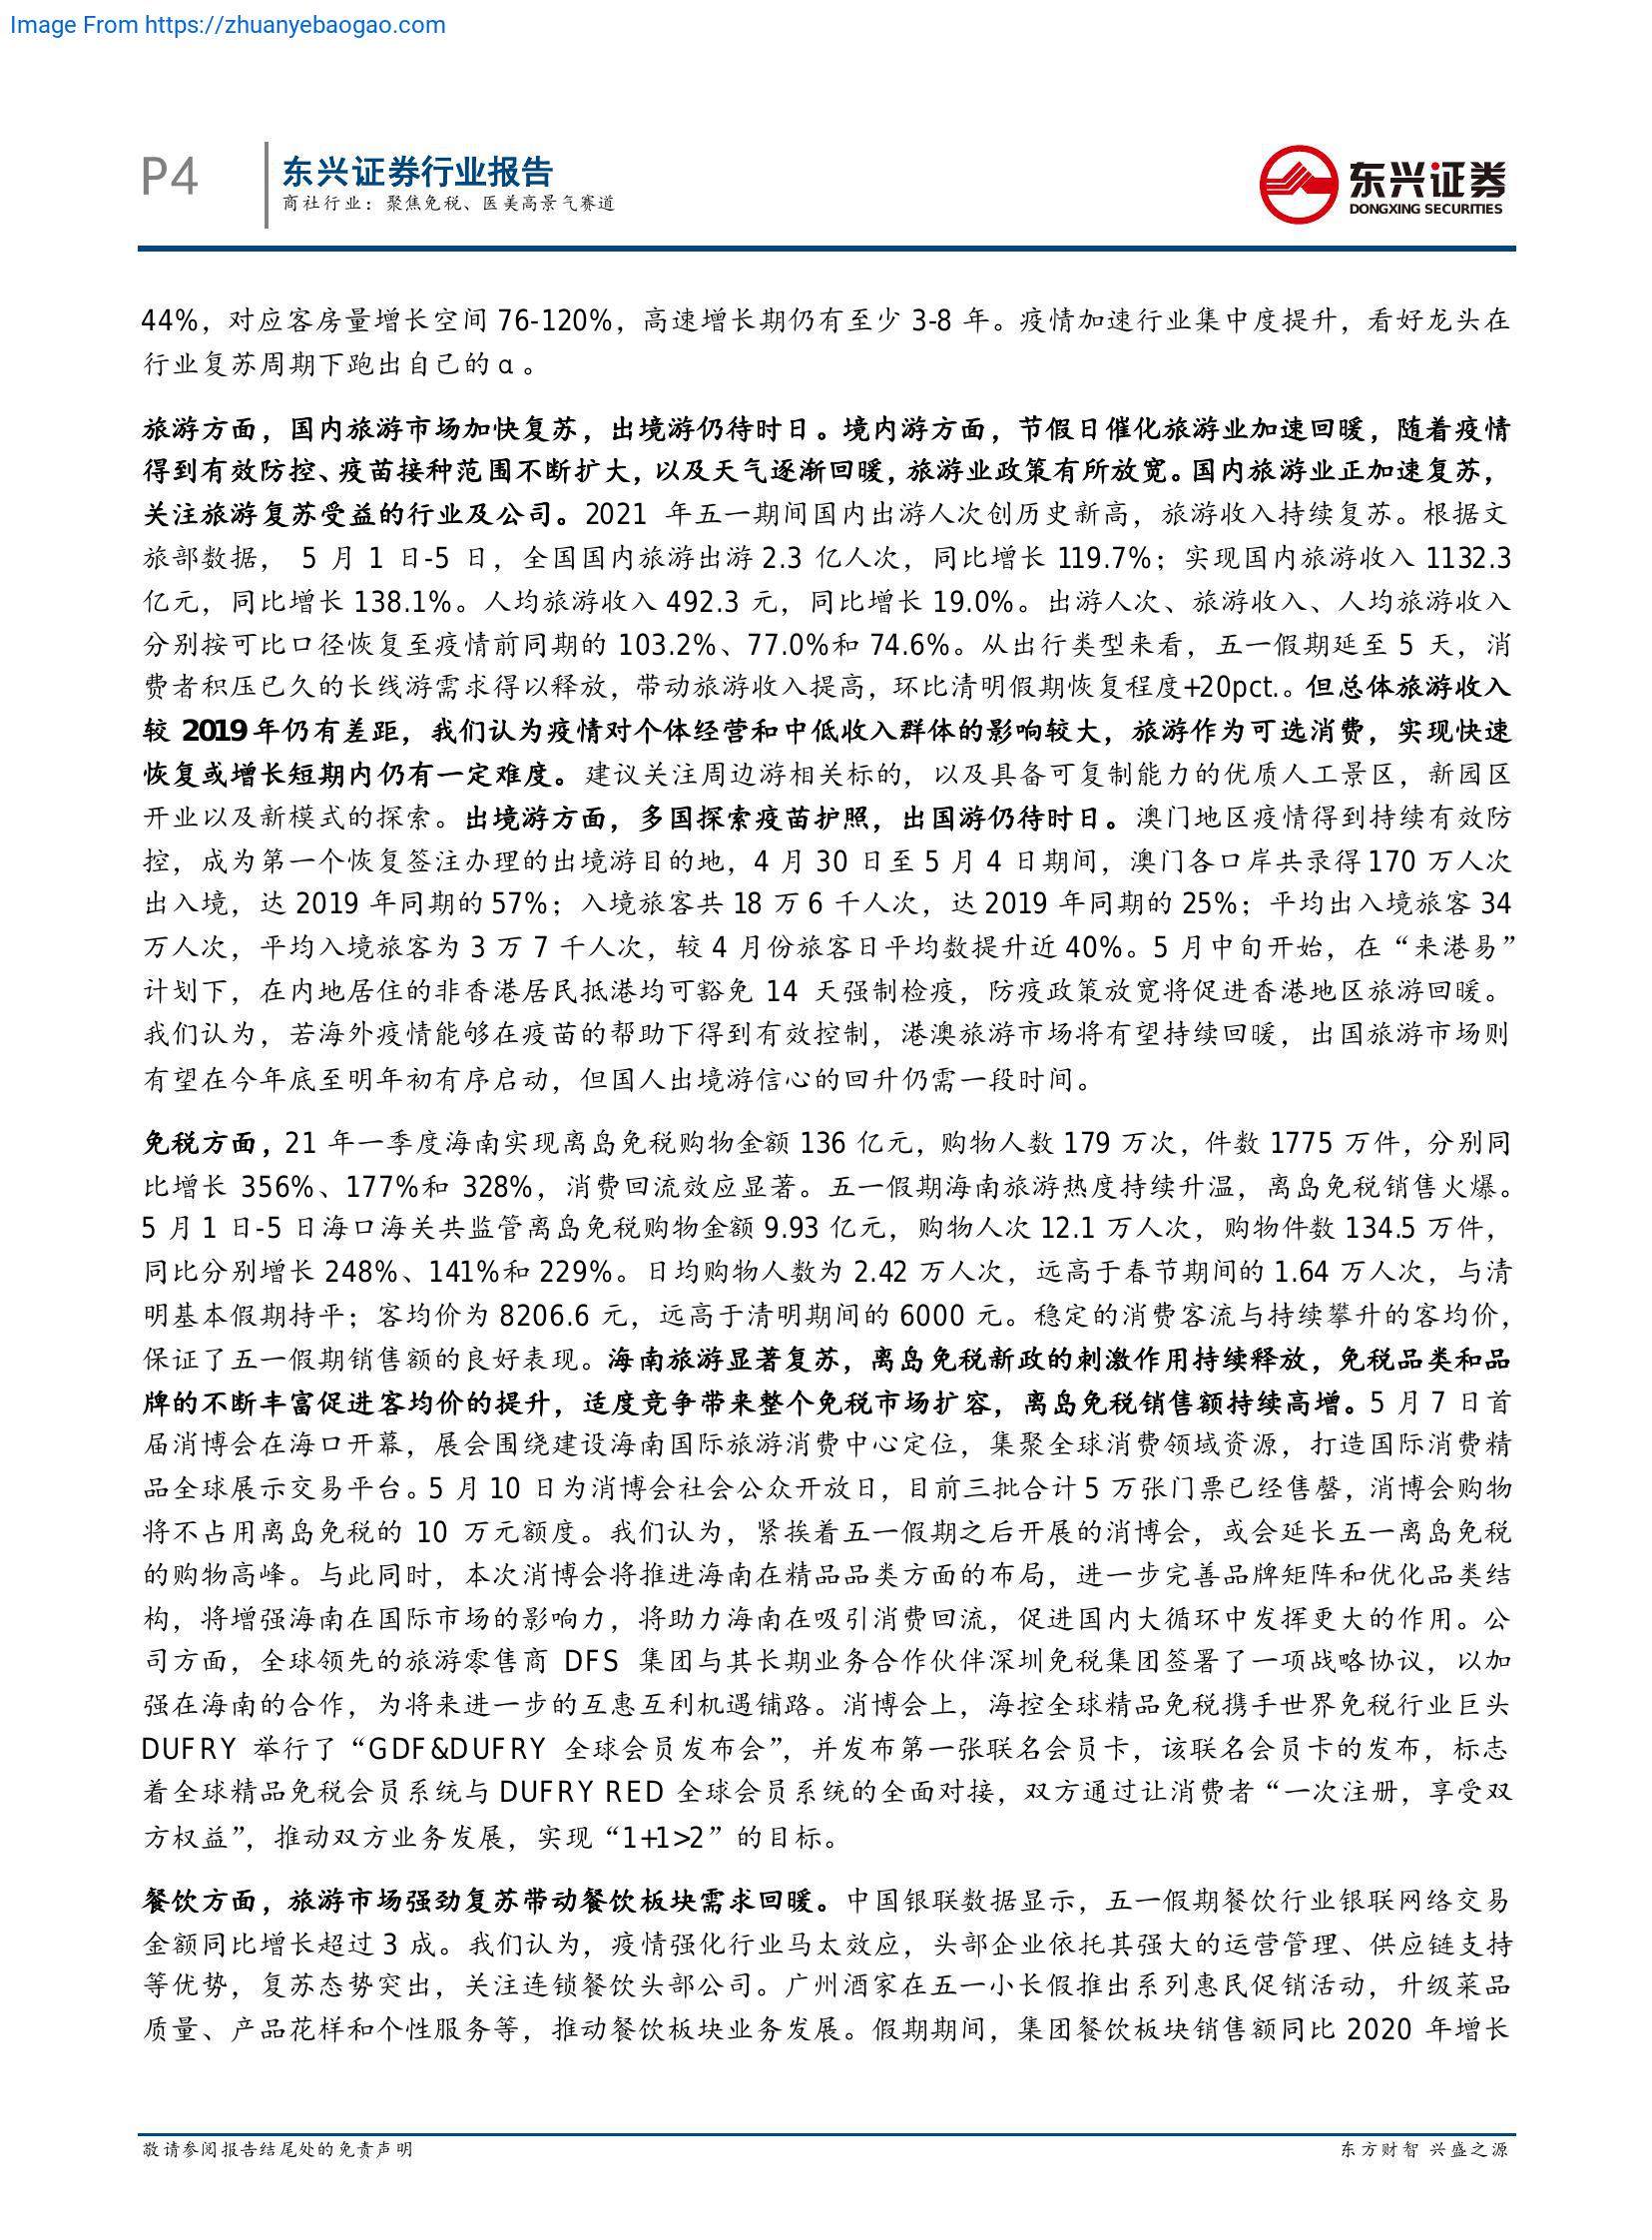 Image From https://zhuanyebaogao.com
P4
东兴证券行业报告
商社行业：聚焦免税、医美高景气赛道
东兴证券
DONGXING SECURITIES
44%，对应客房量增长空间 76-120%，高速增长期仍有至少 3-8 年。疫情加速行业集中度提升，看好龙头在
行业复苏周期下跑出自己的 α 。
旅游方面，国内旅游市场加快复苏，出境游仍待时日。境内游方面，节假日催化旅游业加速回暖，随着疫情
得到有效防控、疫苗接种范围不断扩大，以及天气逐渐回暖，旅游业政策有所放宽。国内旅游业正加速复苏，
关注旅游复苏受益的行业及公司。2021 年五一期间国内出游人次创历史新高，旅游收入持续复苏。根据文
旅部数据， 5 月 1 日-5 日，全国国内旅游出游 2.3 亿人次，同比增长 119.7%；实现国内旅游收入 1132.3
亿元，同比增长 138.1%。人均旅游收入 492.3 元，同比增长 19.0%。出游人次、旅游收入、人均旅游收入
分别按可比口径恢复至疫情前同期的 103.2%、77.0%和 74.6%。从出行类型来看，五一假期延至 5 天，消
费者积压已久的长线游需求得以释放，带动旅游收入提高，环比清明假期恢复程度+20pct.。但总体旅游收入
较 2019 年仍有差距，我们认为疫情对个体经营和中低收入群体的影响较大，旅游作为可选消费，实现快速
恢复或增长短期内仍有一定难度。建议关注周边游相关标的，以及具备可复制能力的优质人工景区，新园区
开业以及新模式的探索。出境游方面，多国探索疫苗护照，出国游仍待时日。澳门地区疫情得到持续有效防
控，成为第一个恢复签注办理的出境游目的地，4 月 30 日至 5 月 4 日期间，澳门各口岸共录得 170 万人次
出入境，达 2019 年同期的 57%；入境旅客共 18 万 6 千人次，达 2019 年同期的 25%；平均出入境旅客 34
万人次，平均入境旅客为 3 万 7 千人次，较 4 月份旅客日平均数提升近 40%。5 月中旬开始，在“来港易”
计划下，在内地居住的非香港居民抵港均可豁免 14 天强制检疫，防疫政策放宽将促进香港地区旅游回暖。
我们认为，若海外疫情能够在疫苗的帮助下得到有效控制，港澳旅游市场将有望持续回暖，出国旅游市场则
有望在今年底至明年初有序启动，但国人出境游信心的回升仍需一段时间。
免税方面，21 年一季度海南实现离岛免税购物金额 136 亿元，购物人数 179 万次，件数 1775 万件，分别同
比增长 356%、177%和 328%，消费回流效应显著。五一假期海南旅游热度持续升温，离岛免税销售火爆。
5 月 1 日-5 日海口海关共监管离岛免税购物金额 9.93 亿元，购物人次 12.1 万人次，购物件数 134.5 万件，
同比分别增长 248%、141%和 229%。日均购物人数为 2.42 万人次，远高于春节期间的 1.64 万人次，与清
明基本假期持平；客均价为 8206.6 元，远高于清明期间的 6000 元。稳定的消费客流与持续攀升的客均价，
保证了五一假期销售额的良好表现。海南旅游显著复苏，离岛免税新政的刺激作用持续释放，免税品类和品
牌的不断丰富促进客均价的提升，适度竞争带来整个免税市场扩容，离岛免税销售额持续高增。5 月 7 日首
届消博会在海口开幕，展会围绕建设海南国际旅游消费中心定位，集聚全球消费领域资源，打造国际消费精
品全球展示交易平台。5 月 10 日为消博会社会公众开放日，目前三批合计 5 万张门票已经售罄，消博会购物
将不占用离岛免税的 10 万元额度。我们认为，紧挨着五一假期之后开展的消博会，或会延长五一离岛免税
的购物高峰。与此同时，本次消博会将推进海南在精品品类方面的布局，进一步完善品牌矩阵和优化品类结
构，将增强海南在国际市场的影响力，将助力海南在吸引消费回流，促进国内大循环中发挥更大的作用。公
司方面，全球领先的旅游零售商 DFS 集团与其长期业务合作伙伴深圳免税集团签署了一项战略协议，以加
强在海南的合作，为将来进一步的互惠互利机遇铺路。消博会上，海控全球精品免税携手世界免税行业巨头
DUFRY 举行了“GDF&DUFRY 全球会员发布会”，并发布第一张联名会员卡，该联名会员卡的发布，标志
着全球精品免税会员系统与 DUFRY RED 全球会员系统的全面对接，双方通过让消费者“一次注册，享受双
方权益”，推动双方业务发展，实现“1+1>2”的目标。
餐饮方面，旅游市场强劲复苏带动餐饮板块需求回暖。中国银联数据显示，五一假期餐饮行业银联网络交易
金额同比增长超过 3 成。我们认为，疫情强化行业马太效应，头部企业依托其强大的运营管理、供应链支持
等优势，复苏态势突出，关注连锁餐饮头部公司。广州酒家在五一小长假推出系列惠民促销活动，升级菜品
质量、产品花样和个性服务等，推动餐饮板块业务发展。假期期间，集团餐饮板块销售额同比 2020 年增长
敬请参阅报告结尾处的免责声明
东方财智 兴盛之源